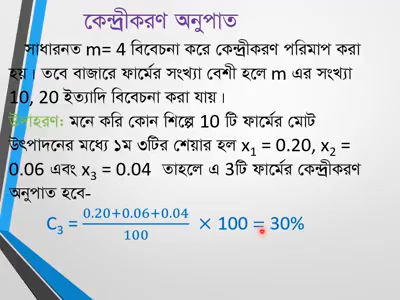 কেন্দ্রীকরণ অনুপাত
সাধারনত m= 4 বিবেচনা করে কেন্দ্রীকরণ পরিমাপ করা
হয়। তবে বাজারে ফার্মের সংখ্যা বেশী হলে m এর সংখ্যা
10, 20 ইত্যাদি বিবেচনা করা যায়।
উদাহরণ: মনে করি কোন শিল্পে 10 টি ফার্মের মোট
উৎপাদনের মধ্যে ১ম ৩টির শেয়ার হল x₁ = 0.20, x₂ =
0.06 এবং x₃ = 0.04 তাহলে এ 3টি ফার্মের কেন্দ্রীকরণ
অনুপাত হবে-
C₃ = \frac{0.20+0.06+0.04}{100} × 100 = 30%